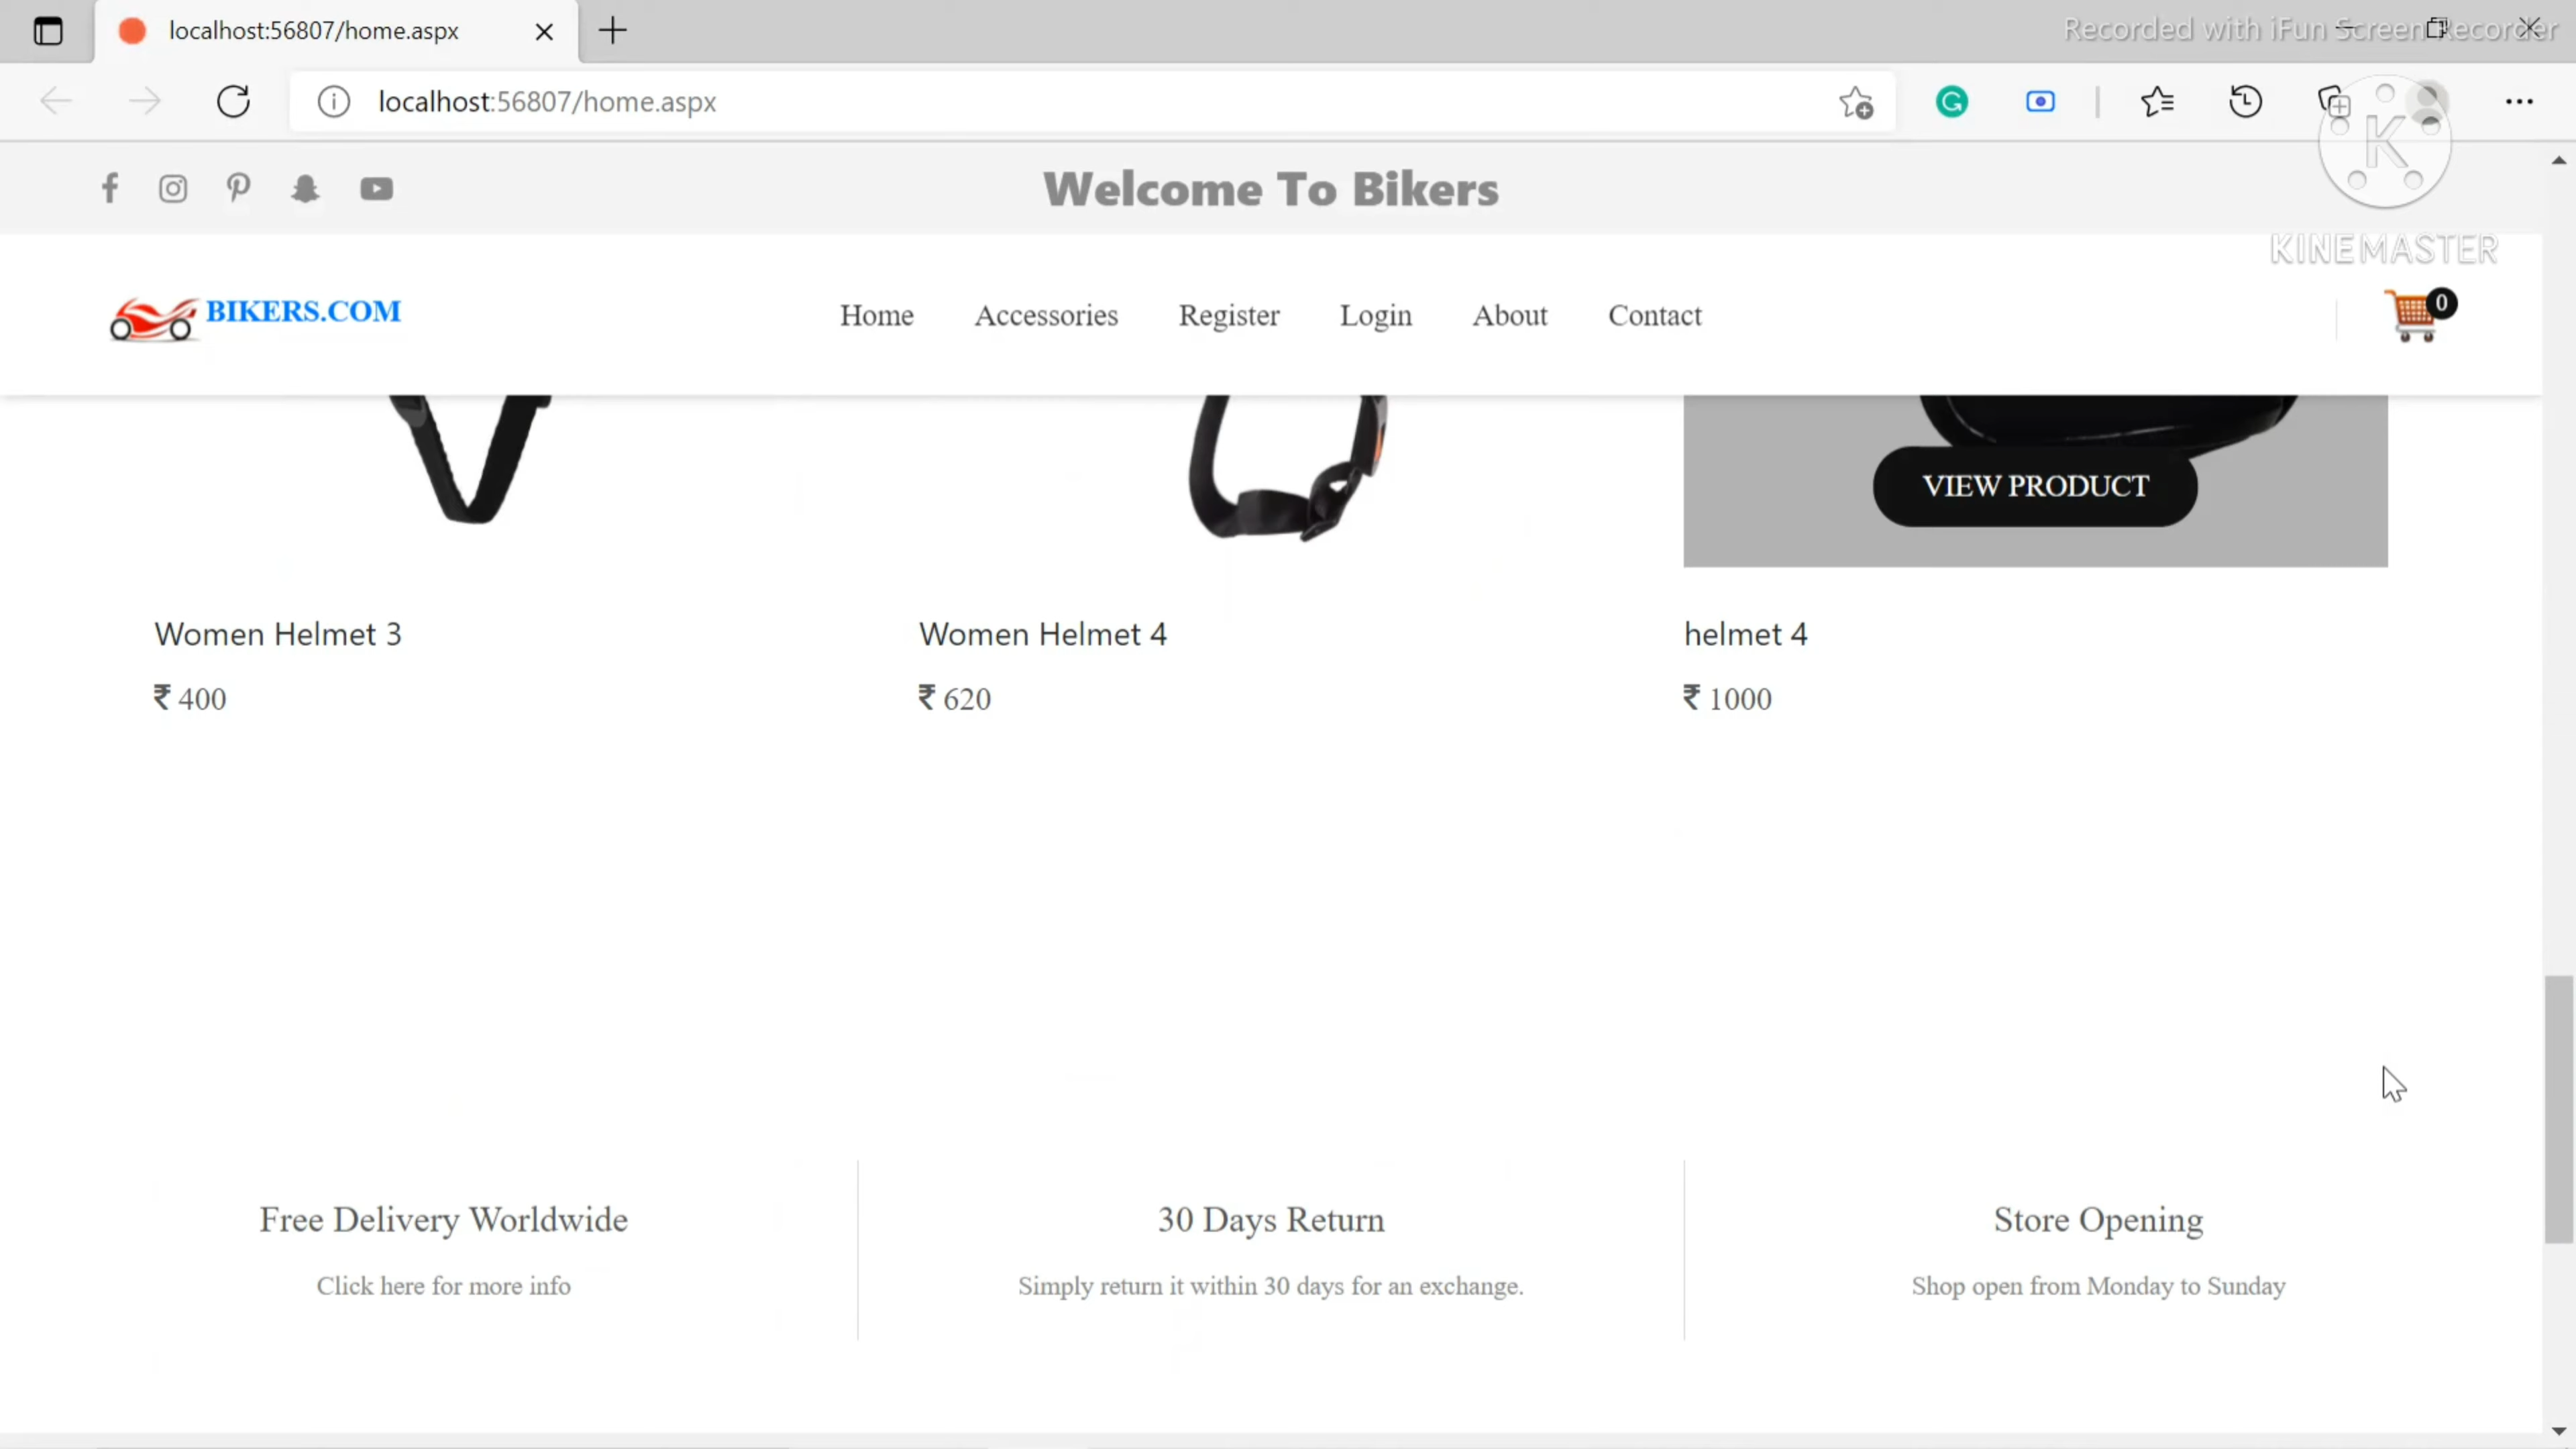 localhost:56807/home.aspx
Recorded with iFun Screen Recorder
localhost:56807/home.aspx
Welcome To Bikers
K
KINEMASTER
BIKERS.COM
Home Accessories Register Login About Contact
0
VIEW PRODUCT
Women Helmet 3 Women Helmet 4 helmet 4
₹ 400 ₹ 620 ₹ 1000
Free Delivery Worldwide 30 Days Return Store Opening
Click here for more info Simply return it within 30 days for an exchange. Shop open from Monday to Sunday